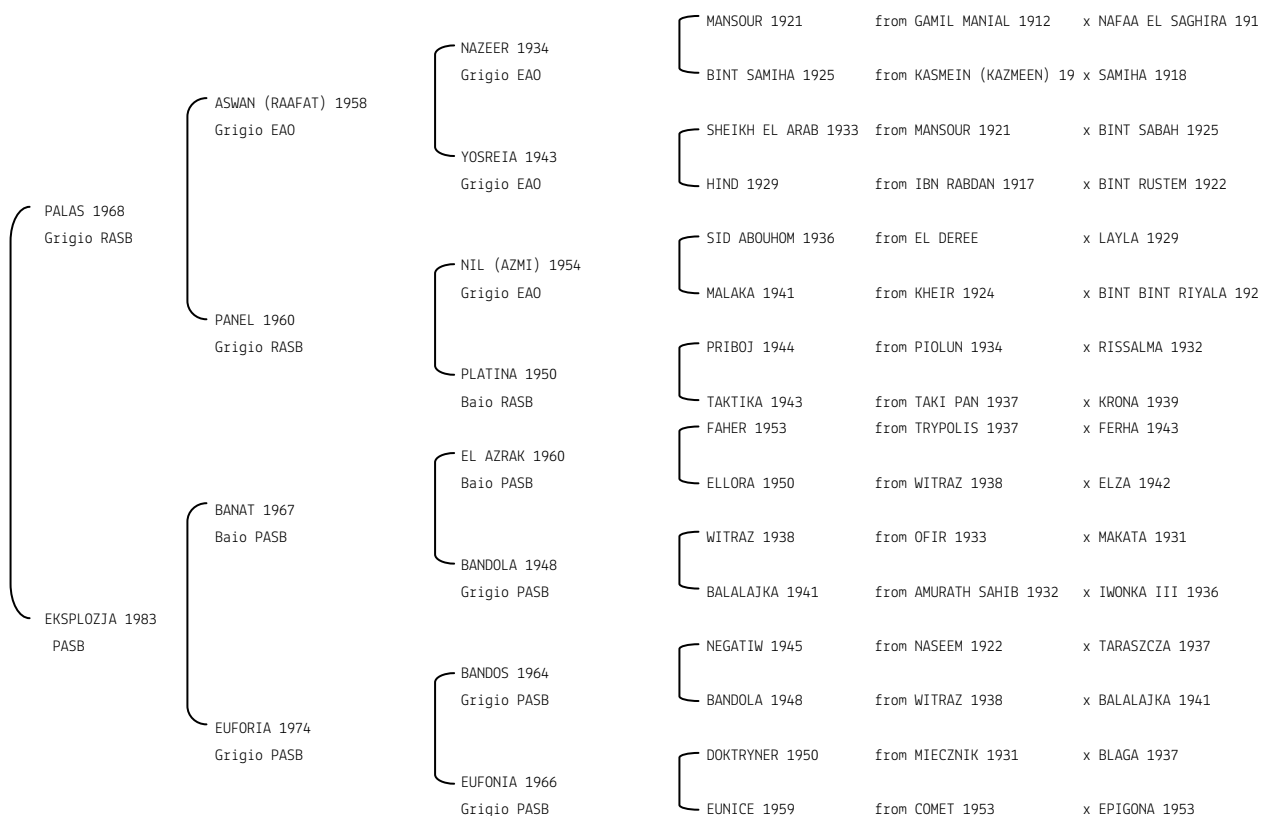 MANSOUR 1921 from GAMIL MANIAL 1912 x NAFAA EL SAGHIRA 191
NAZEER 1934
Grigio EAO BINT SAMIHA 1925 from KASMEIN (KAZMEEN) 19 x SAMIHA 1918
ASWAN (RAAFAT) 1958
Grigio EAO SHEIKH EL ARAB 1933 from MANSOUR 1921 x BINT SABAH 1925
YOSREIA 1943
Grigio EAO HIND 1929 from IBN RABDAN 1917 x BINT RUSTEM 1922
PALAS 1968
Grigio RASB SID ABOUHOM 1936 from EL DEREE x LAYLA 1929
NIL (AZMI) 1954
Grigio EAO MALAKA 1941 from KHEIR 1924 x BINT BINT RIYALA 192
PANEL 1960
Grigio RASB PRIBOJ 1944 from PIOLUN 1934 x RISSALMA 1932
PLATINA 1950
Baio RASB TAKTIKA 1943 from TAKI PAN 1937 x KRONA 1939
FAHER 1953 from TRYPOLIS 1937 x FERHA 1943
EL AZRAK 1960
Baio PASB ELLORA 1950 from WITRAZ 1938 x ELZA 1942
BANAT 1967
Baio PASB WITRAZ 1938 from OFIR 1933 x MAKATA 1931
BANDOLA 1948
Grigio PASB BALALAJKA 1941 from AMURATH SAHIB 1932 x IWONKA III 1936
EKSPLOZJA 1983
PASB NEGATIW 1945 from NASEEM 1922 x TARASZCZA 1937
BANDOS 1964
Grigio PASB BANDOLA 1948 from WITRAZ 1938 x BALALAJKA 1941
EUFORIA 1974
Grigio PASB DOKTRYNER 1950 from MIECZNIK 1931 x BLAGA 1937
EUFONIA 1966
Grigio PASB EUNICE 1959 from COMET 1953 x EPIGONA 1953